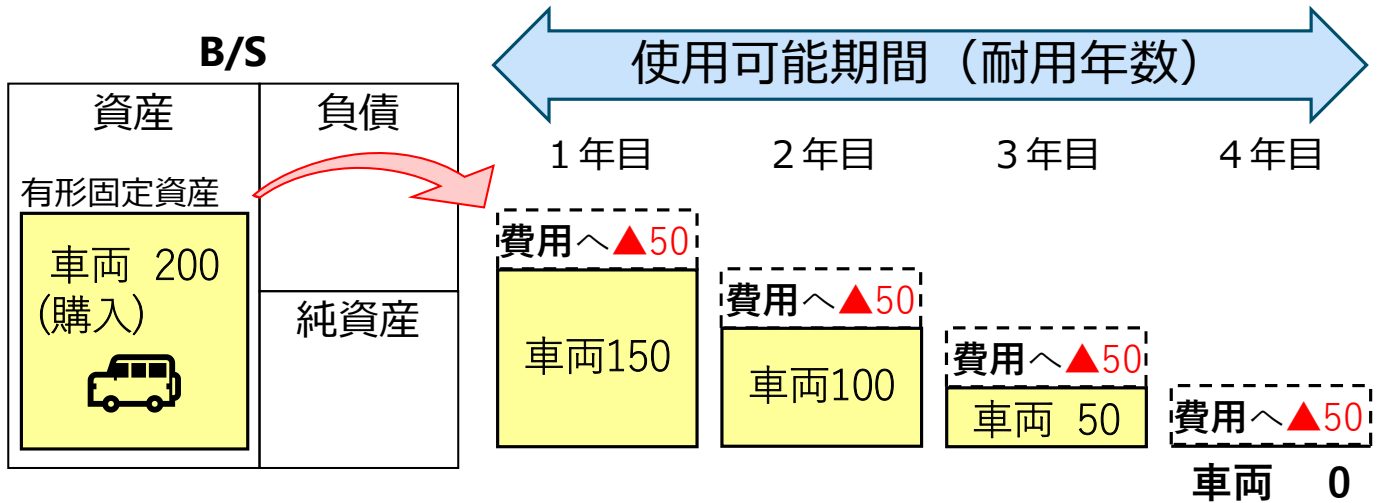 B/S
資産
負債
有形固定資産
車両 200
(購入)
純資産
使用可能期間（耐用年数）
１年目
２年目
３年目
４年目
費用へ▲50
車両150
費用へ▲50
車両100
費用へ▲50
車両 50
費用へ▲50
車両 0